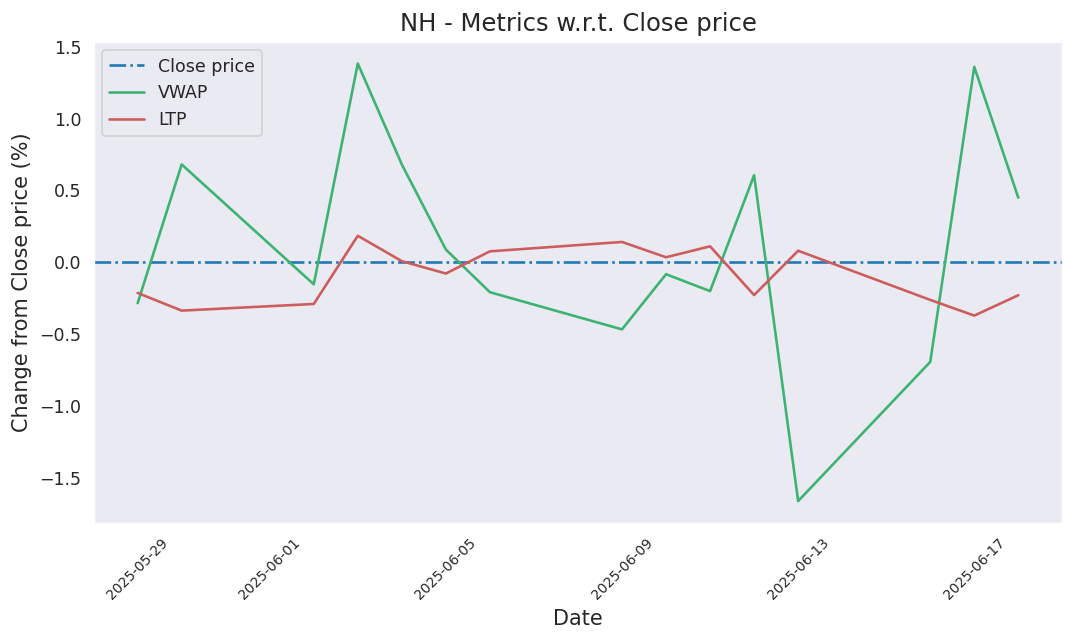 NH - Metrics w.r.t. Close price
Close price
VWAP
LTP
Change from Close price (%)
1.5
1.0
0.5
0.0
−0.5
−1.0
−1.5
2025-05-29
2025-06-01
2025-06-05
2025-06-09
2025-06-13
2025-06-17
Date